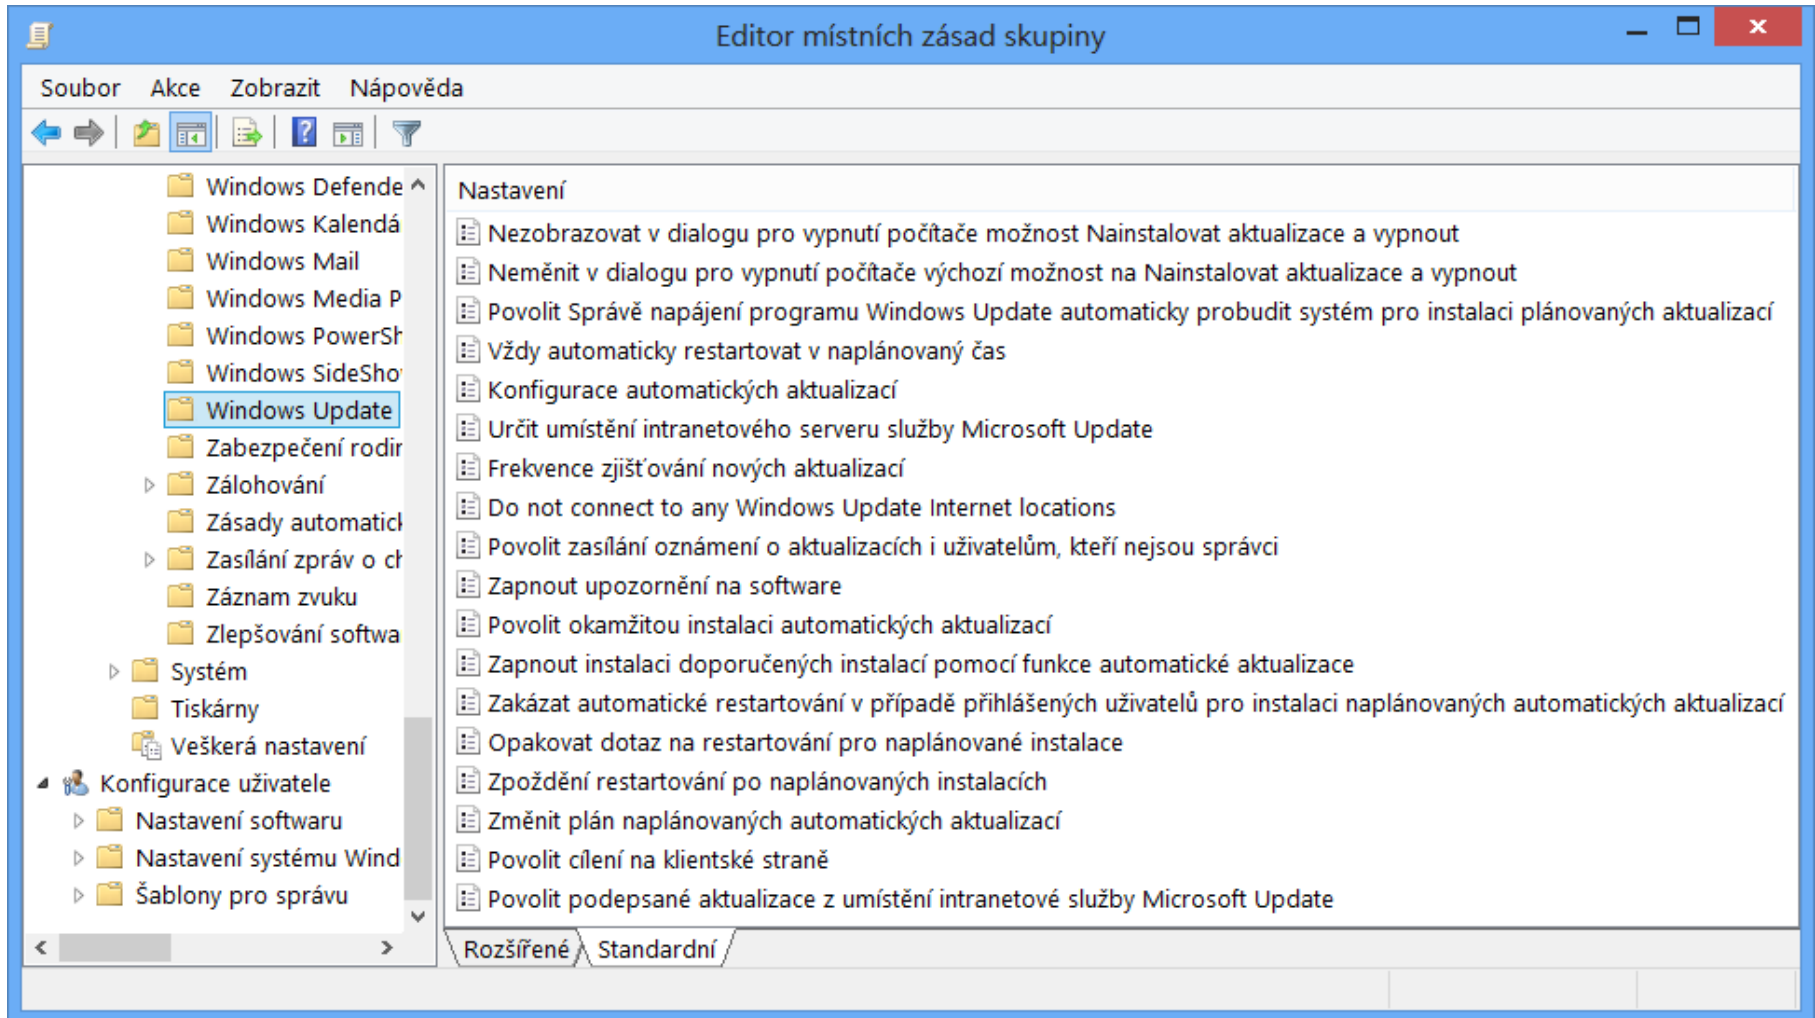 Editor místních zásad skupiny
Soubor Akce Zobrazit Nápověda
Windows Defende
Windows Kalendá
Windows Mail
Windows Media P
Windows PowerSh
Windows SideSho
Windows Update
Zabezpečení rodin
Zálohování
Zásady automatick
Zasílání zpráv o ch
Záznam zvuku
Zlepšování softwa
Systém
Tiskárny
Veškerá nastavení
Konfigurace uživatele
Nastavení softwaru
Nastavení systému Wind
Šablony pro správu
Nastavení
Nezobrazovat v dialogu pro vypnutí počítače možnost Nainstalovat aktualizace a vypnout
Neměnit v dialogu pro vypnutí počítače výchozí možnost na Nainstalovat aktualizace a vypnout
Povolit Správě napájení programu Windows Update automaticky probudit systém pro instalaci plánovaných aktualizací
Vždy automaticky restartovat v naplánovaný čas
Konfigurace automatických aktualizací
Určit umístění intranetového serveru služby Microsoft Update
Frekvence zjišťování nových aktualizací
Do not connect to any Windows Update Internet locations
Povolit zasílání oznámení o aktualizacích i uživatelům, kteří nejsou správci
Zapnout upozornění na software
Povolit okamžitou instalaci automatických aktualizací
Zapnout instalaci doporučených instalací pomocí funkce automatické aktualizace
Zakázat automatické restartování v případě přihlášených uživatelů pro instalaci naplánovaných automatických aktualizací
Opakovat dotaz na restartování pro naplánované instalace
Zpoždění restartování po naplánovaných instalacích
Změnit plán naplánovaných automatických aktualizací
Povolit cílení na klientské straně
Povolit podepsané aktualizace z umístění intranetové služby Microsoft Update
Rozšířené Standardní